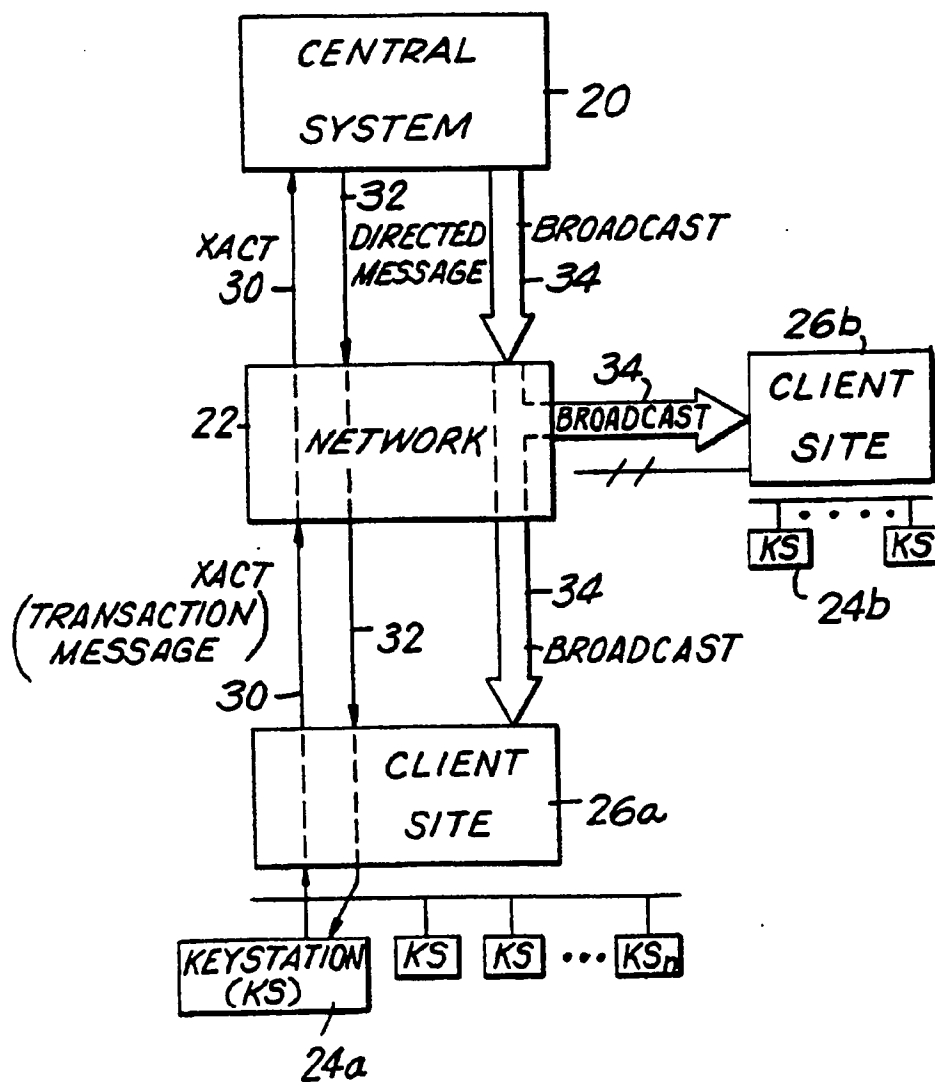 CENTRAL
SYSTEM
20
32
XACT
30
DIRECTED
MESSAGE
BROADCAST
34
26b
CLIENT
SITE
34
BROADCAST
22
NETWORK
KS
KS
24b
XACT
(TRANSACTION
MESSAGE)
30
32
34
BROADCAST
CLIENT
SITE
26a
KEYSTATION
(KS)
KS
KS
KSn
24a